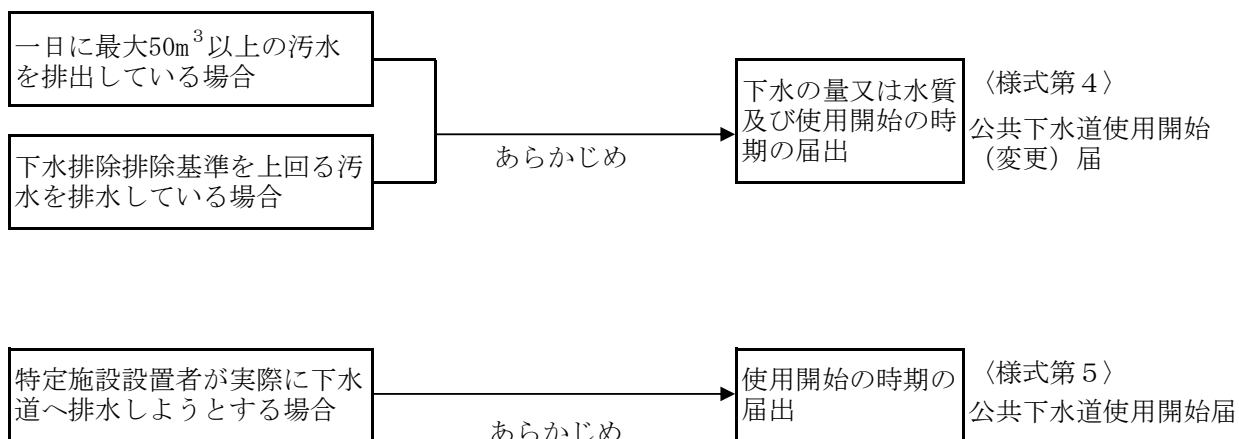 一日に最大50m³以上の汚水
を排出している場合
下水排除排除基準を上回る汚
水を排水している場合
あらかじめ
下水の量又は水質
及び使用開始の時
期の届出
〈様式第４〉
公共下水道使用開始
（変更）届
特定施設設置者が実際に下水
道へ排水しようとする場合
あらかじめ
使用開始の時期の
届出
〈様式第５〉
公共下水道使用開始届